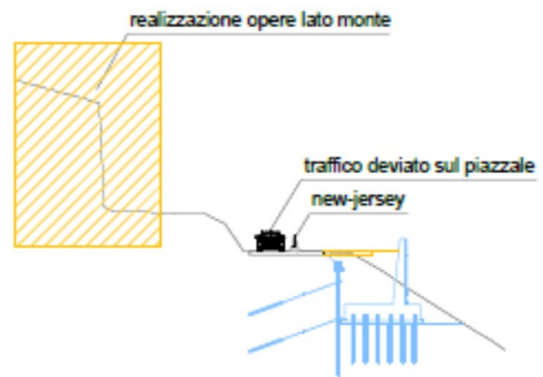 realizzazione opere lato monte
traffico deviato sul piazzale
new-jersey